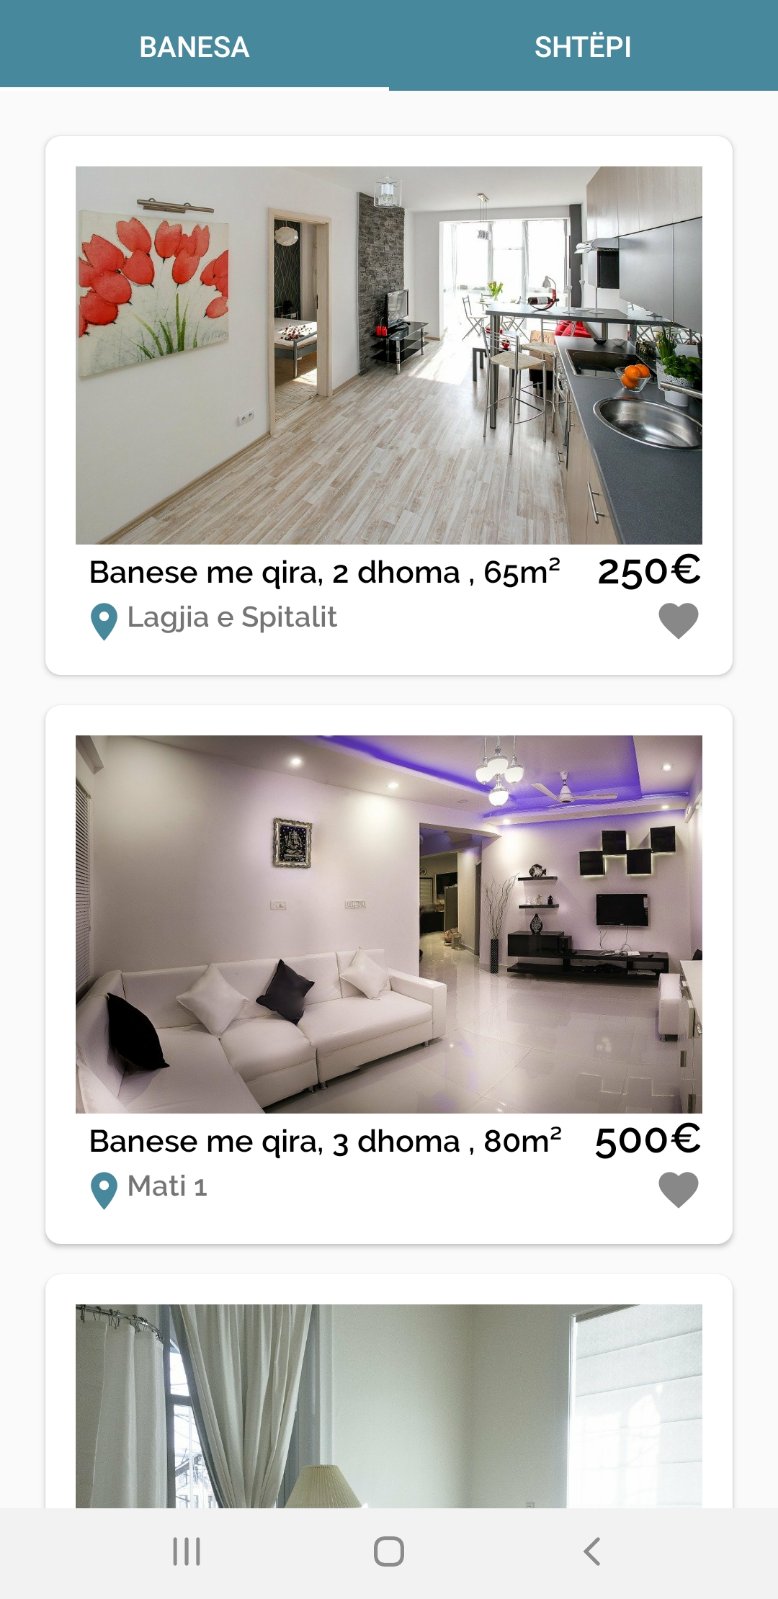 BANESA
SHTËPI
Banese me qira, 2 dhoma , 65m²
250€
Lagjia e Spitalit
Banese me qira, 3 dhoma , 80m²
500€
Mati 1